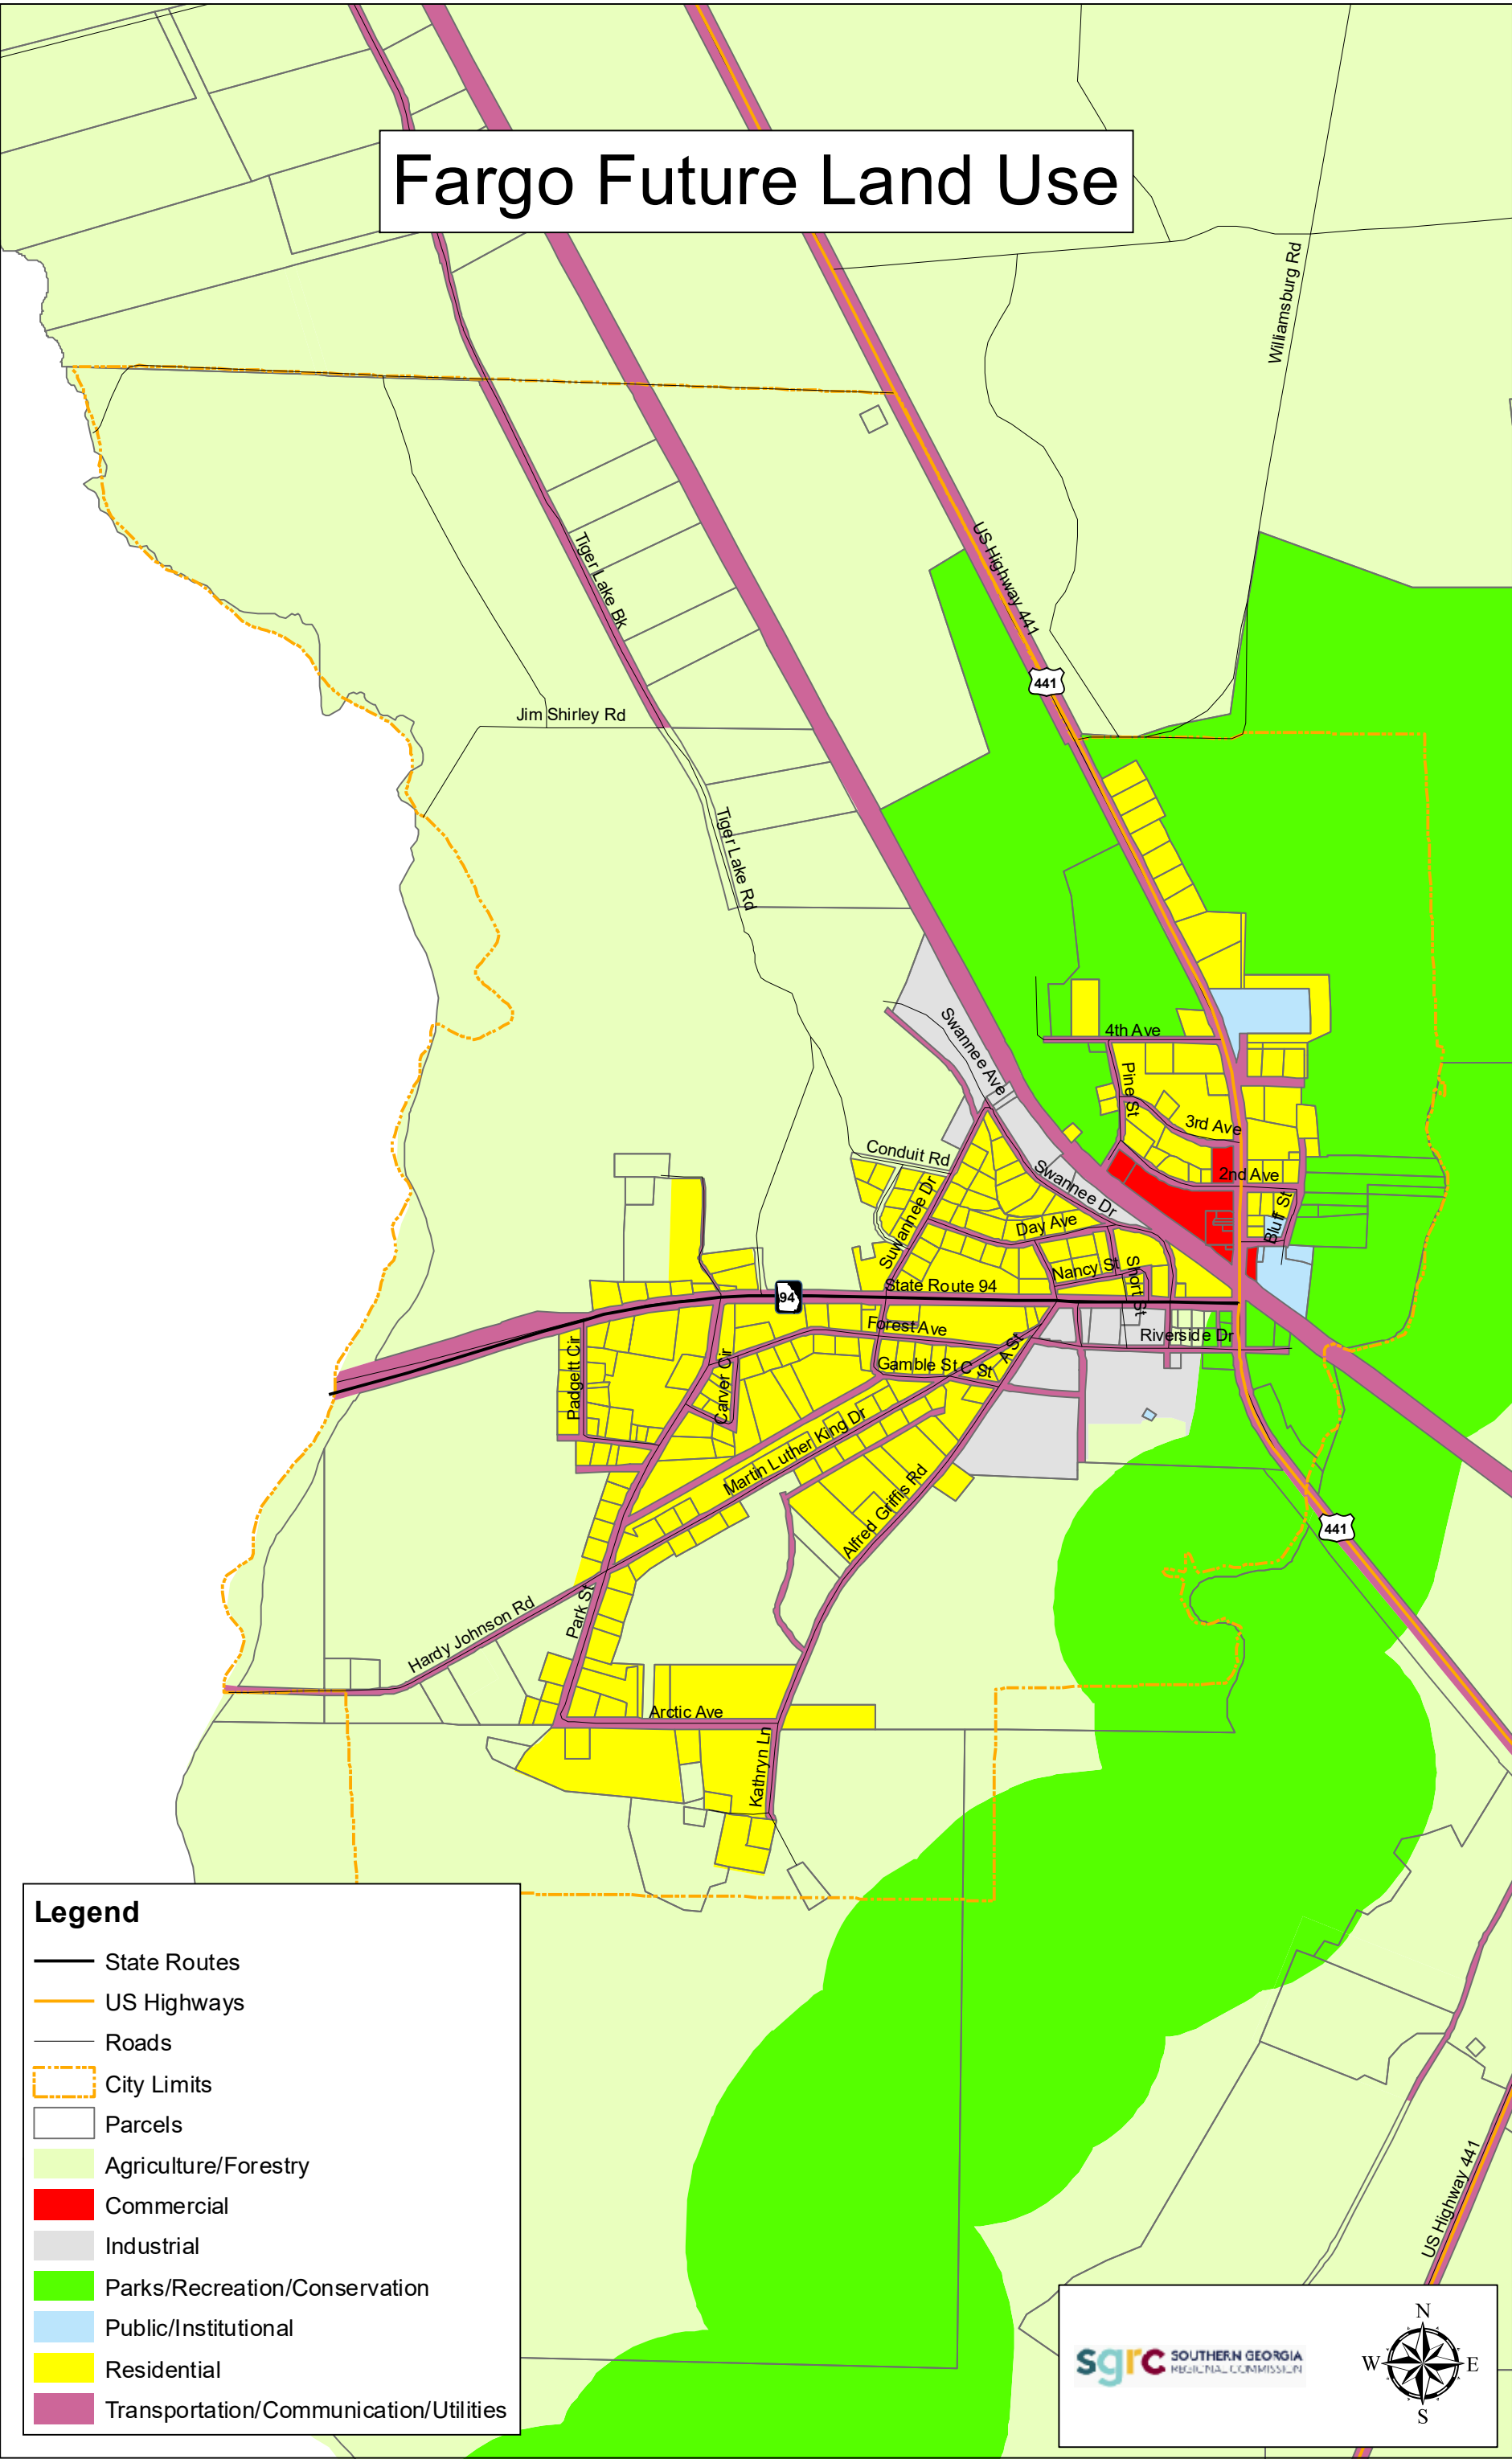 Fargo Future Land Use
Williamsburg Rd
US Highway 441
Tiger Lake Bk
441
Jim Shirley Rd
Tiger Lake Rd
Swannee Ave
4th Ave
Pine St
3rd Ave
Conduit Rd
Swannee Dr
2nd Ave
Suwannee Dr
Day Ave
Bluff St
Nancy St
Short St
State Route 94
94
Forest Ave
Riverside Dr
A St
Padgett Cir
Carver Cir
Gamble St
C St
Martin Luther King Dr
Alfred Griffis Rd
441
Park St
Hardy Johnson Rd
Arctic Ave
Kathryn Ln
Legend
State Routes
US Highways
Roads
City Limits
Parcels
Agriculture/Forestry
Commercial
Industrial
Parks/Recreation/Conservation
Public/Institutional
Residential
Transportation/Communication/Utilities
US Highway 441
sgrc SOUTHERN GEORGIA
REGIONAL COMMISSION
N
W E
S